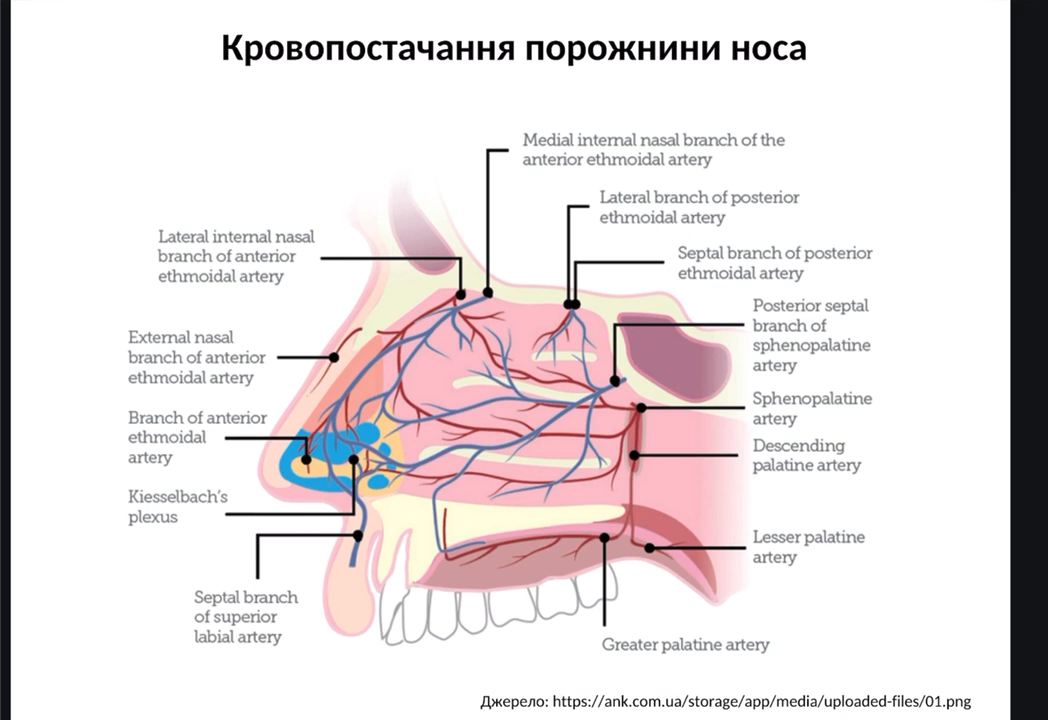 Кровопостачання порожнини носа
Medial internal nasal branch of the
anterior ethmoidal artery
Lateral branch of posterior
ethmoidal artery
Lateral internal nasal
branch of anterior
ethmoidal artery
Septal branch of posterior
ethmoidal artery
Posterior septal
branch of
sphenopalatine
artery
External nasal
branch of anterior
ethmoidal artery
Sphenopalatine
artery
Branch of anterior
ethmoidal
artery
Descending
palatine artery
Kiesselbach's
plexus
Lesser palatine
artery
Septal branch
of superior
labial artery
Greater palatine artery
Джерело: https://ank.com.ua/storage/app/media/uploaded-files/01.png